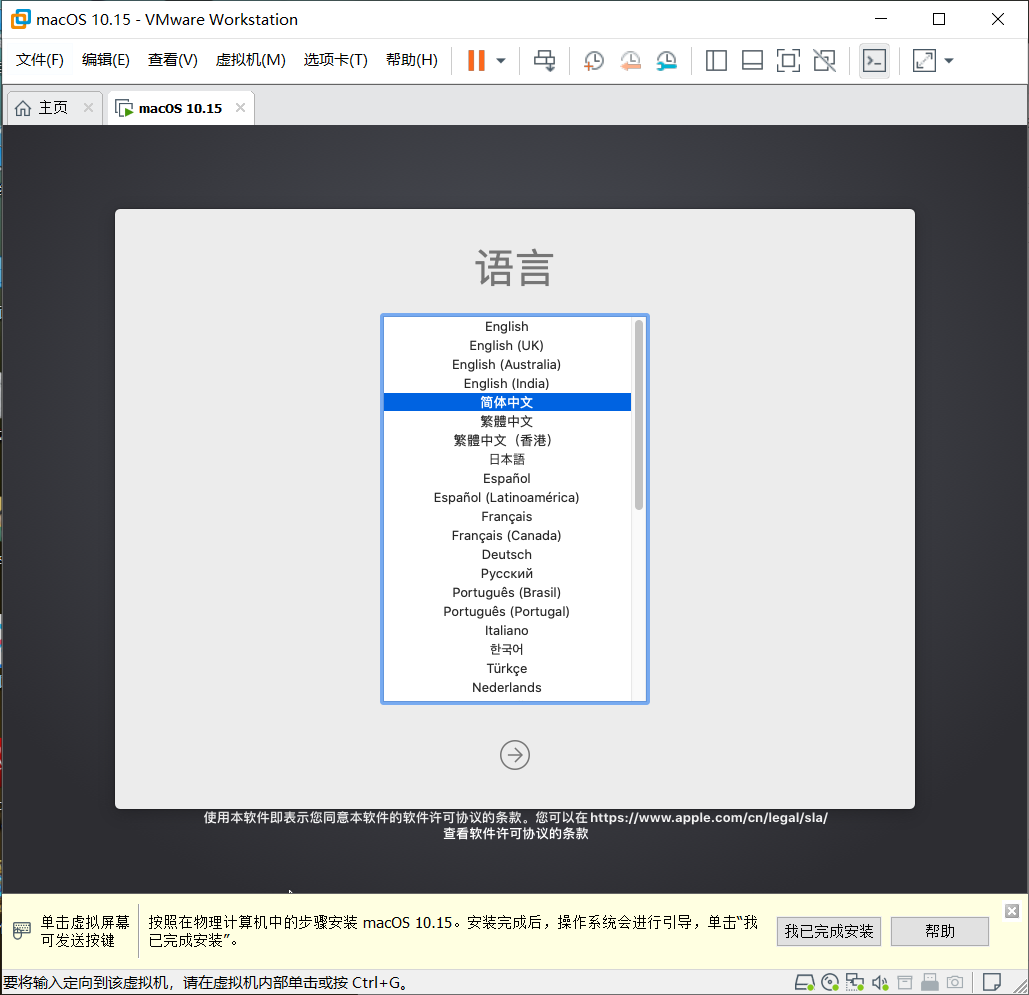 macOS 10.15 - VMware Workstation
文件(F) 编辑(E) 查看(V) 虚拟机(M) 选项卡(T) 帮助(H)
主页 macOS 10.15
语言
English
English (UK)
English (Australia)
English (India)
简体中文
繁體中文
繁體中文（香港）
日本語
Español
Español (Latinoamérica)
Français
Français (Canada)
Deutsch
Русский
Português (Brasil)
Português (Portugal)
Italiano
한국어
Türkçe
Nederlands
使用本软件即表示您同意本软件的软件许可协议的条款。您可以在 https://www.apple.com/cn/legal/sla/
查看软件许可协议的条款
单击虚拟屏幕
可发送按键
按照在物理计算机中的步骤安装 macOS 10.15。安装完成后，操作系统会进行引导，单击“我
已完成安装”。
我已完成安装 帮助
要将输入定向到该虚拟机，请在虚拟机内部单击或按 Ctrl+G。